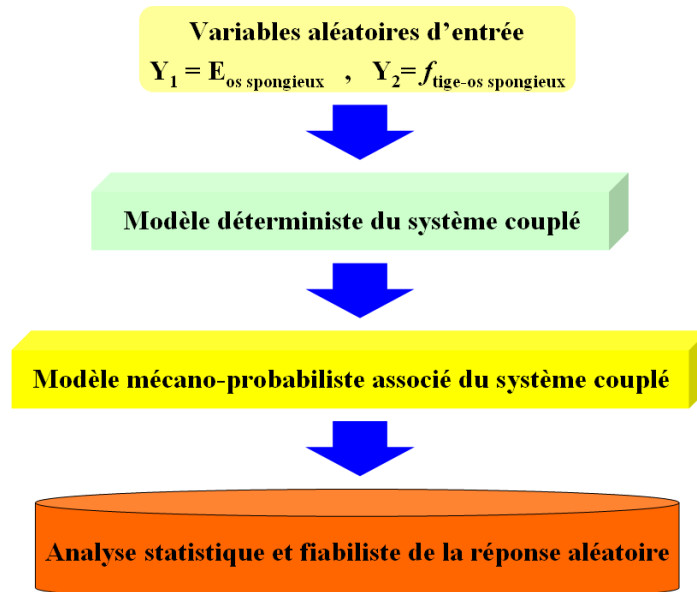 Variables aléatoires d'entrée
Y1 = Eos spongieux , Y2= ftige-os spongieux
Modèle déterministe du système couplé
Modèle mécano-probabiliste associé du système couplé
Analyse statistique et fiabiliste de la réponse aléatoire